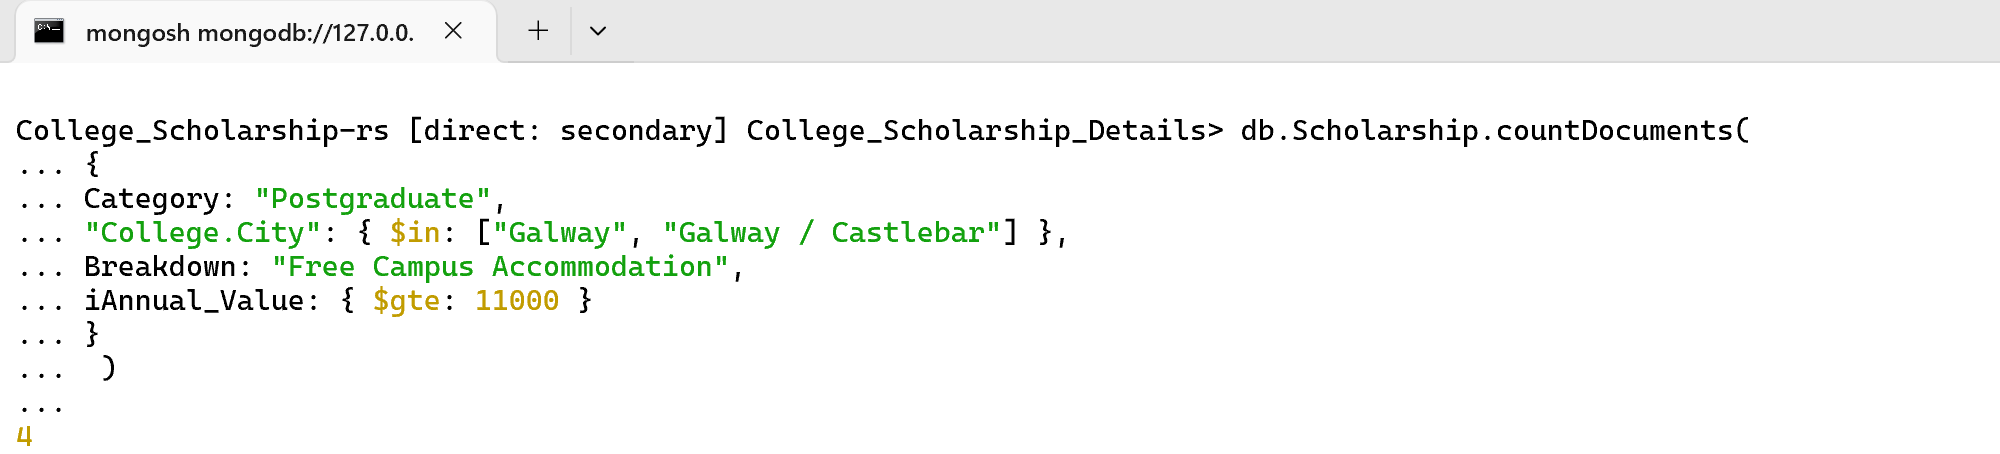 mongosh mongodb://127.0.0.
College_Scholarship-rs [direct: secondary] College_Scholarship_Details> db.Scholarship.countDocuments(
... {
... Category: "Postgraduate",
... "College.City": { $in: ["Galway", "Galway / Castlebar"] },
... Breakdown: "Free Campus Accommodation",
... iAnnual_Value: { $gte: 11000 }
... }
...  )
...
4